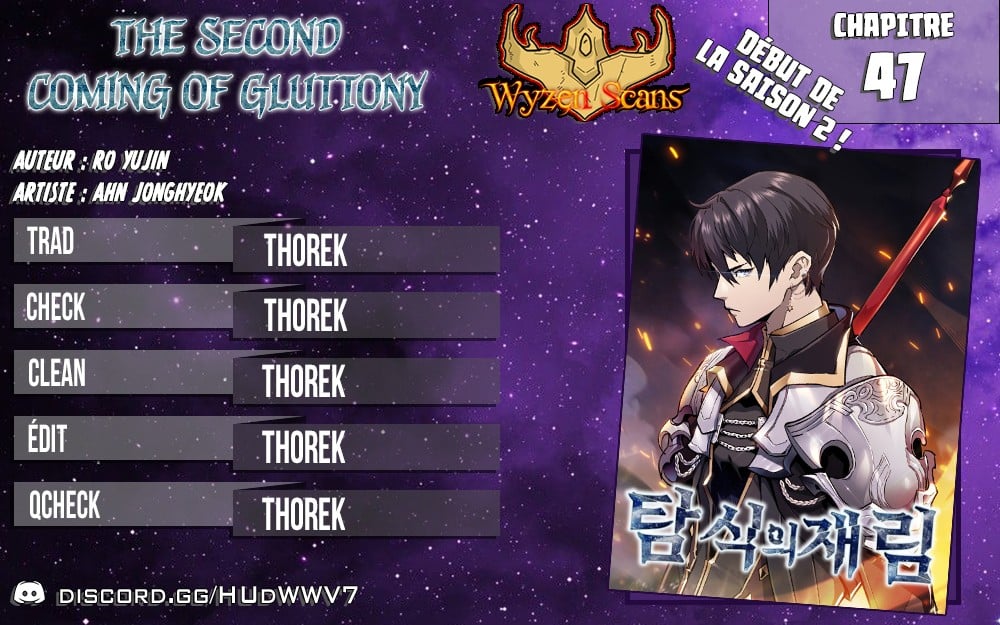 THE SECOND
COMING OF GLUTTONY
Wyzen Scans
DÉBUT DE
LA SAISON 2 !
CHAPITRE
47
AUTEUR : RO YUJIN
ARTISTE : AHN JONGHYEOK
TRAD
THOREK
CHECK
THOREK
CLEAN
THOREK
ÉDIT
THOREK
QCHECK
THOREK
탐식의재림
DISCORD.GG/HUDWWV7